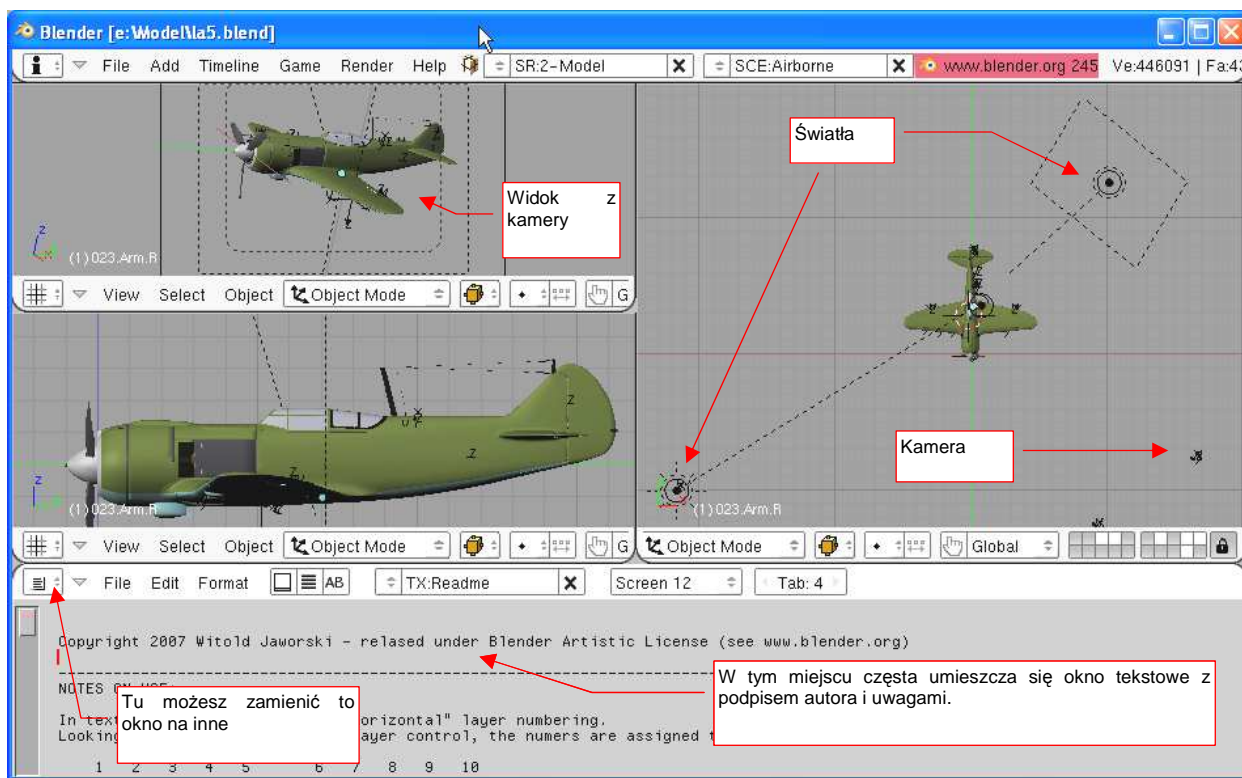 Blender [e:\Model\la5.blend]
File Add Timeline Game Render Help SR:2-Model X SCE:Airborne X www.blender.org 245 Ve:446091 | Fa:43
Widok z
kamery
z
z
(1) 023.Arm.R
View Select Object Object Mode G
Światła
Kamera
z
z
z
(1) 023.Arm.R
View Select Object Object Mode G
(1) 023.Arm.R
Object Mode Global
File Edit Format AB TX:Readme X Screen 12 Tab: 4
Copyright 2007 Witold Jaworski - relased under Blender Artistic License (see www.blender.org)
NOTES ON USE:
Tu możesz zamienić to
okno na inne
W tym miejscu częsta umieszcza się okno tekstowe z
podpisem autora i uwagami.
In text orizontal" layer numbering.
Looking ayer control, the numers are assigned t
1 2 3 4 5 6 7 8 9 10